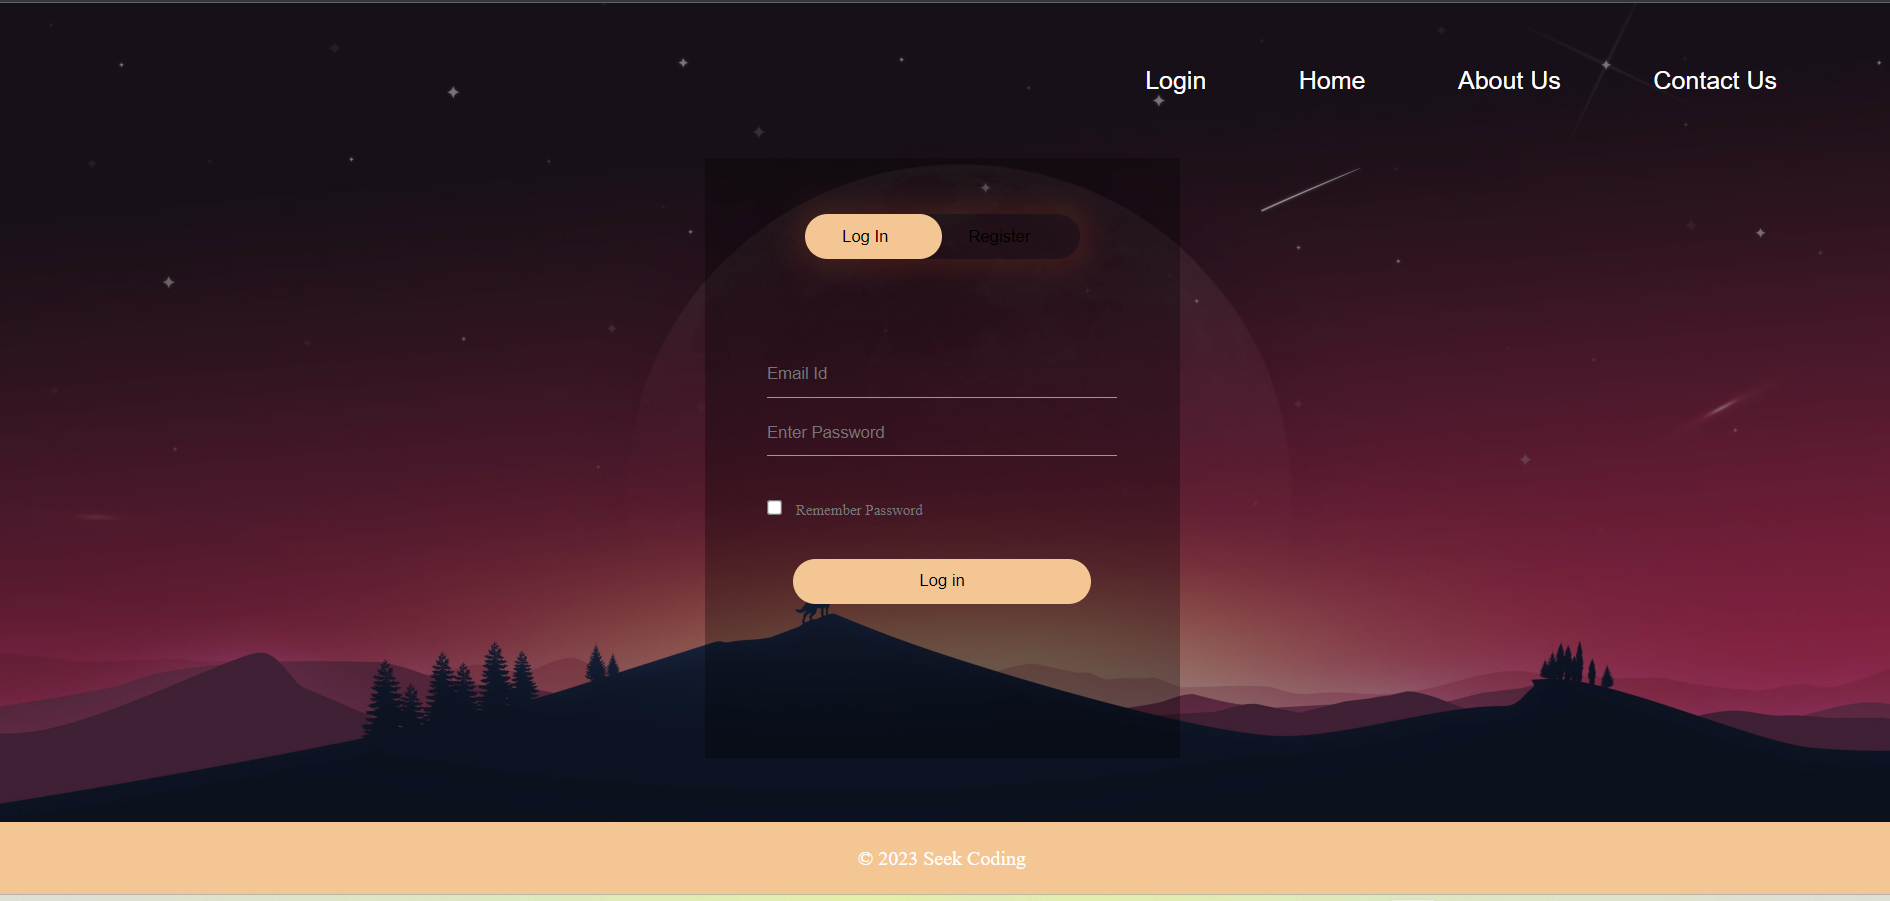 Login Home About Us Contact Us
Log In Register
Email Id
Enter Password
Remember Password
Log in
© 2023 Seek Coding